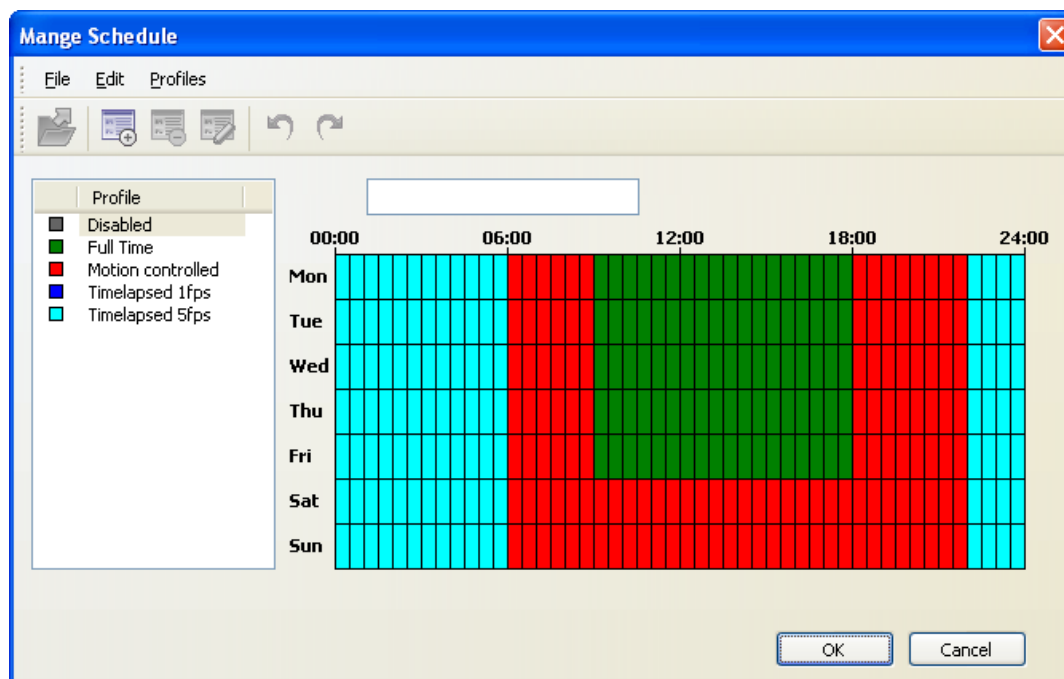 Mange Schedule
File Edit Profiles
Profile
Disabled
Full Time
Motion controlled
Timelapsed 1fps
Timelapsed 5fps
00:00 06:00 12:00 18:00 24:00
Mon
Tue
Wed
Thu
Fri
Sat
Sun
OK Cancel